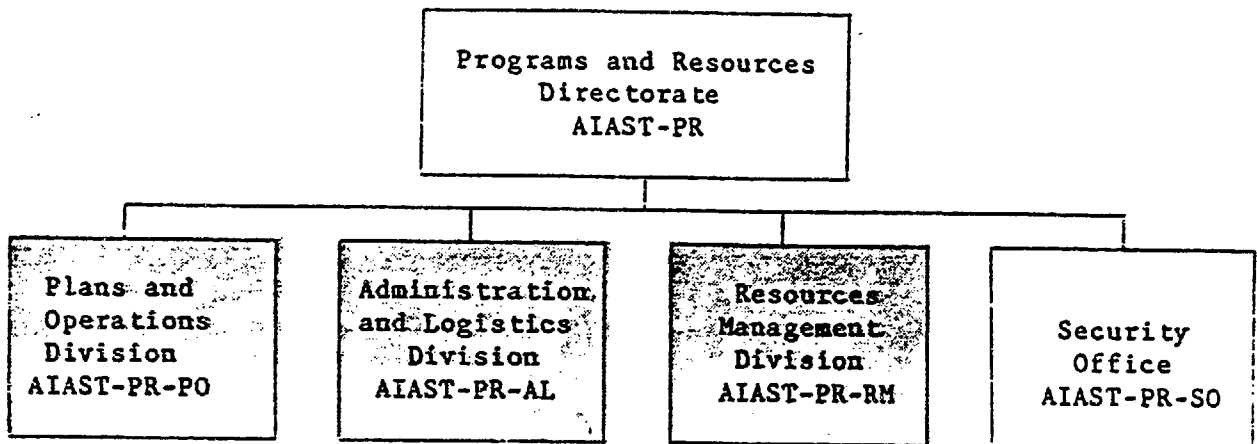 Programs and Resources
Directorate
AIAST-PR
Plans and
Operations
Division
AIAST-PR-PO
Administration
and Logistics
Division
AIAST-PR-AL
Resources
Management
Division
AIAST-PR-RM
Security
Office
AIAST-PR-SO